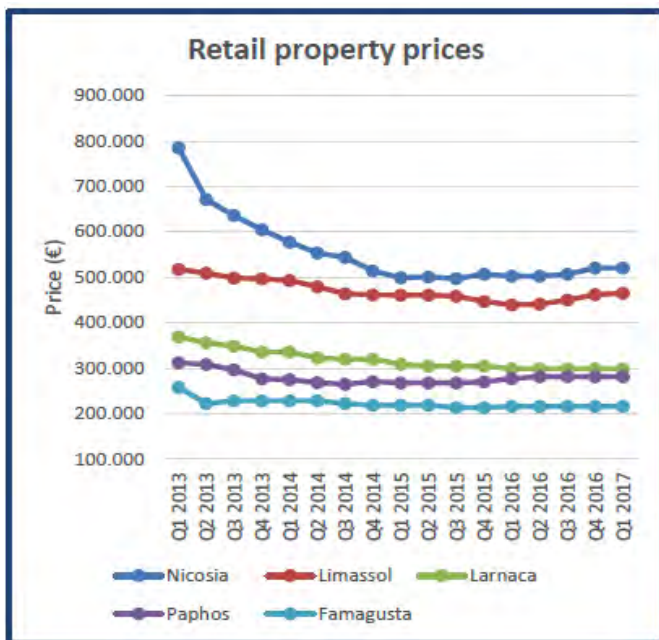 Retail property prices
900.000
800.000
700.000
600.000
500.000
400.000
300.000
200.000
100.000
Price (€)
Q1 2013
Q2 2013
Q3 2013
Q4 2013
Q1 2014
Q2 2014
Q3 2014
Q4 2014
Q1 2015
Q2 2015
Q3 2015
Q4 2015
Q1 2016
Q2 2016
Q3 2016
Q4 2016
Q1 2017
Nicosia Limassol Larnaca
Paphos Famagusta